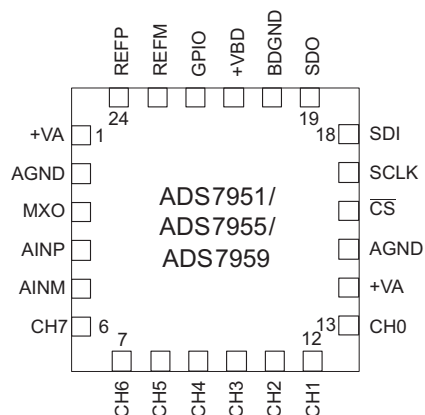 REFP
REFM
GPIO
+VBD
BDGND
SDO
24
19
+VA
1
18
SDI
AGND
SCLK
MXO
CS
AINP
AGND
AINM
+VA
CH7
6
13
CH0
ADS7951/
ADS7955/
ADS7959
7
12
CH6
CH5
CH4
CH3
CH2
CH1